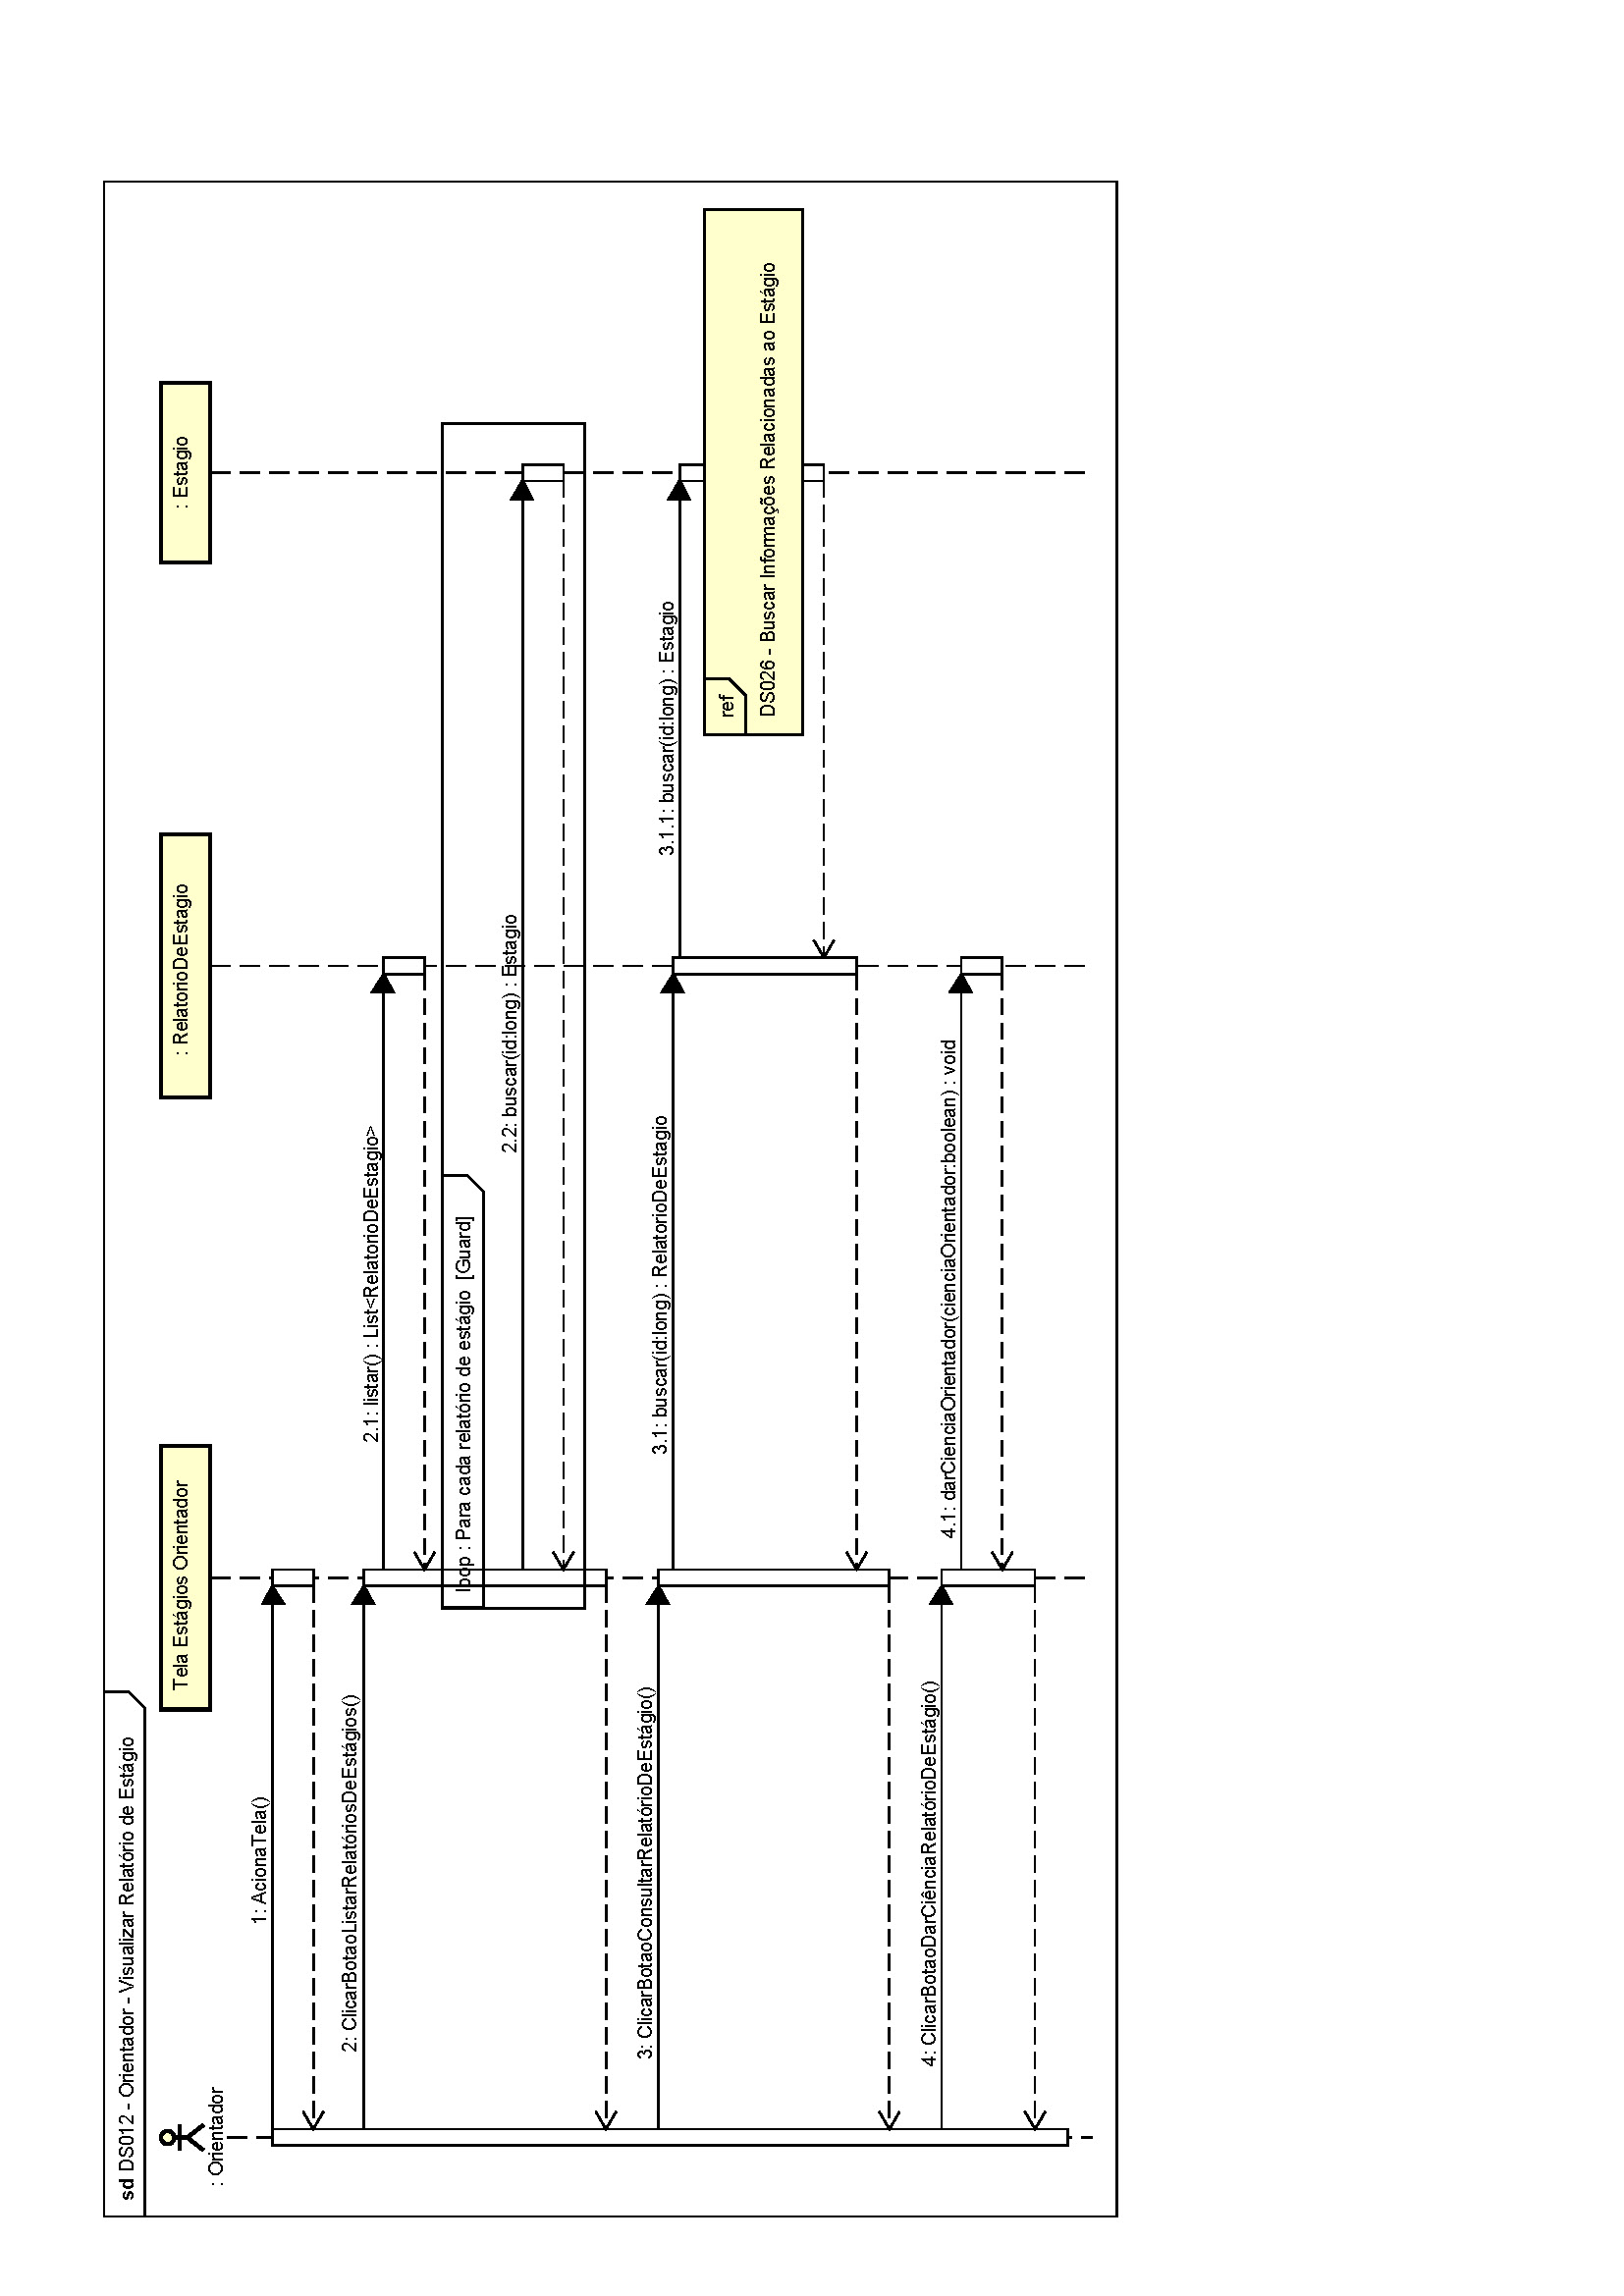 sd DS012 - Orientador - Visualizar Relatório de Estágio
: Orientador
Tela Estágios Orientador
: RelatorioDeEstagio
: Estagio
1: AcionaTela()
2: ClicarBotaoListarRelatóriosDeEstágios()
2.1: listar() : List<RelatorioDeEstagio>
loop : Para cada relatório de estágio [Guard]
2.2: buscar(id:long) : Estagio
3: ClicarBotaoConsultarRelatórioDeEstágio()
3.1: buscar(id:long) : RelatorioDeEstagio
3.1.1: buscar(id:long) : Estagio
ref
DS026 - Buscar Informações Relacionadas ao Estágio
4: ClicarBotaoDarCiênciaRelatórioDeEstágio()
4.1: darCienciaOrientador(cienciaOrientador:boolean) : void